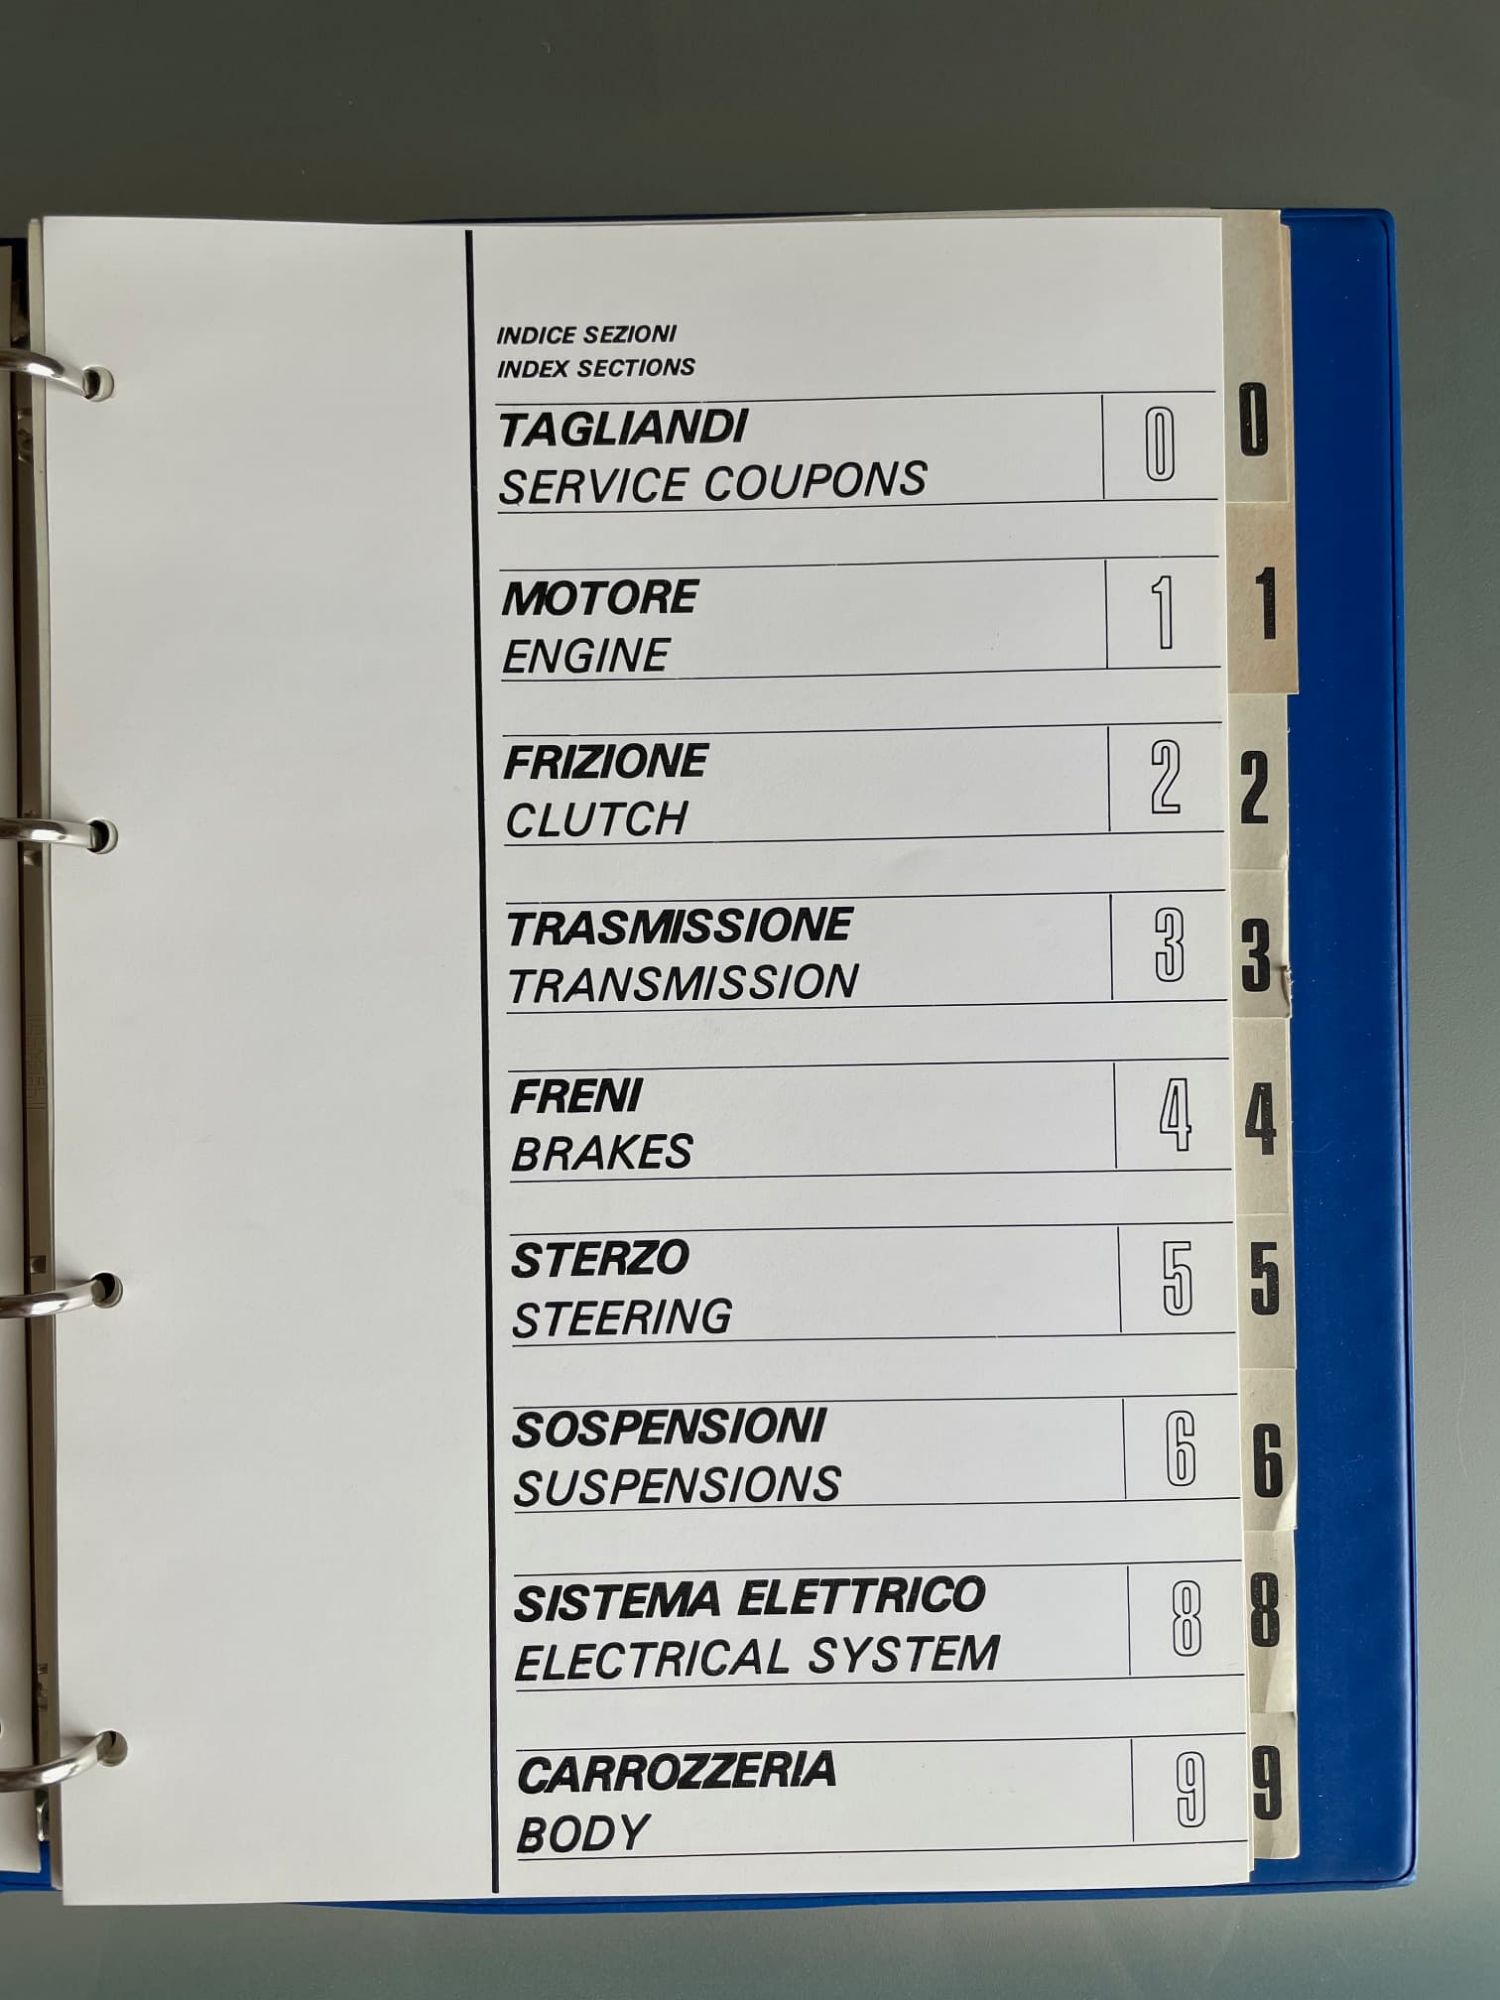 INDICE SEZIONI
INDEX SECTIONS
TAGLIANDI
SERVICE COUPONS
0
0
MOTORE
ENGINE
1
1
FRIZIONE
CLUTCH
2
2
TRASMISSIONE
TRANSMISSION
3
3
FRENI
BRAKES
4
4
STERZO
STEERING
5
5
SOSPENSIONI
SUSPENSIONS
6
6
SISTEMA ELETTRICO
ELECTRICAL SYSTEM
8
8
CARROZZERIA
BODY
9
9